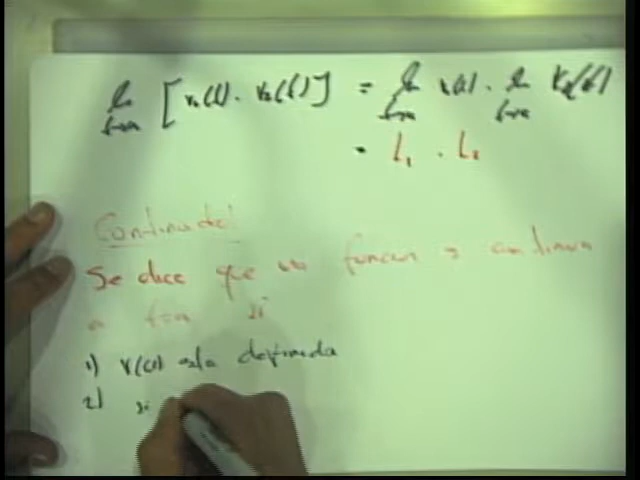 lim [r₁(t) · r₂(t)] = lim r₁(t) · lim r₂(t)
t→a t→a t→a
= L₁ · L₂
Continuidad
Se dice que una funcion es continua
en t=a si
1) r(a) esta definida
2) si